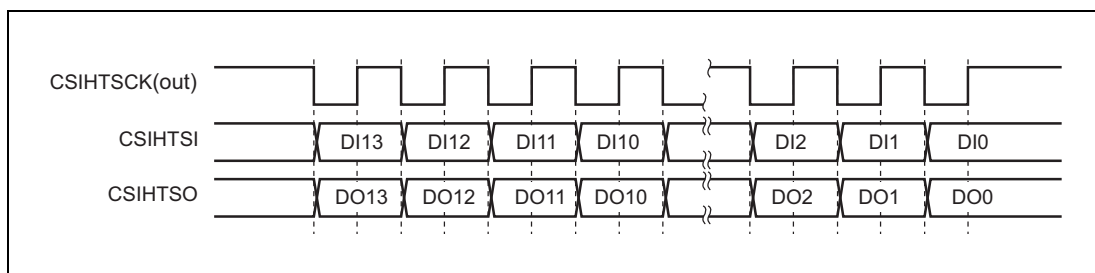 CSIHTSCK(out)
CSIHTSI DI13 DI12 DI11 DI10 DI2 DI1 DI0
CSIHTSO DO13 DO12 DO11 DO10 DO2 DO1 DO0